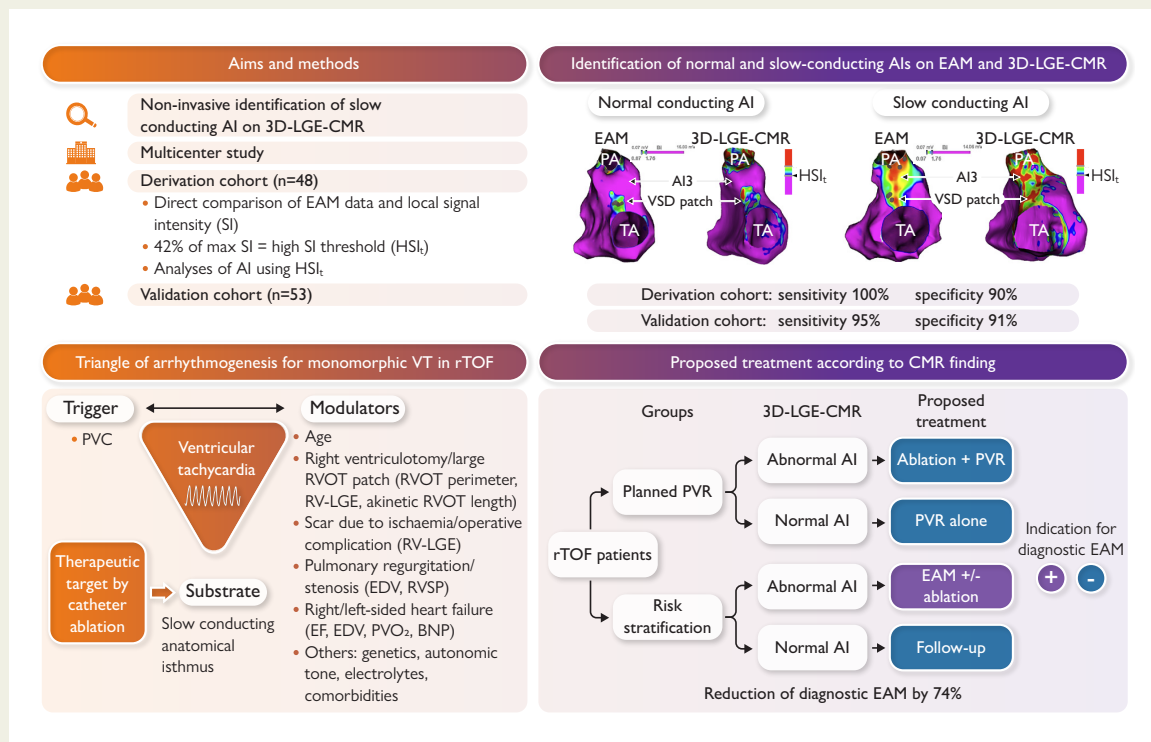 Aims and methods
Non-invasive identification of slow
conducting AI on 3D-LGE-CMR
Multicenter study
Derivation cohort (n=48)
• Direct comparison of EAM data and local signal
intensity (SI)
• 42% of max SI = high SI threshold (HSIt)
• Analyses of AI using HSIt
Validation cohort (n=53)
Identification of normal and slow-conducting AIs on EAM and 3D-LGE-CMR
Normal conducting AI
Slow conducting AI
EAM
3D-LGE-CMR
EAM
3D-LGE-CMR
PA
PA
PA
PA
HSIt
HSIt
AI3
AI3
VSD patch
VSD patch
TA
TA
TA
TA
Derivation cohort: sensitivity 100% specificity 90%
Validation cohort: sensitivity 95% specificity 91%
Triangle of arrhythmogenesis for monomorphic VT in rTOF
Trigger
• PVC
Ventricular
tachycardia
Therapeutic
target by
catheter
ablation
Substrate
Slow conducting
anatomical
isthmus
Modulators
• Age
• Right ventriculotomy/large
RVOT patch (RVOT perimeter,
RV-LGE, akinetic RVOT length)
• Scar due to ischaemia/operative
complication (RV-LGE)
• Pulmonary regurgitation/
stenosis (EDV, RVSP)
• Right/left-sided heart failure
(EF, EDV, PVO₂, BNP)
• Others: genetics, autonomic
tone, electrolytes,
comorbidities
Proposed treatment according to CMR finding
Groups
3D-LGE-CMR
Proposed
treatment
rTOF patients
Planned PVR
Abnormal AI
Ablation + PVR
Normal AI
PVR alone
Risk
stratification
Abnormal AI
EAM +/-
ablation
Normal AI
Follow-up
Indication for
diagnostic EAM
+ -
Reduction of diagnostic EAM by 74%